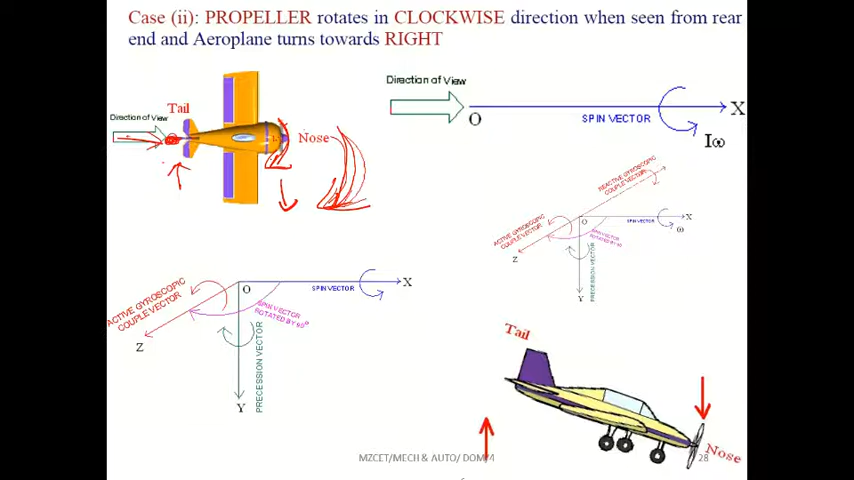 Case (ii): PROPELLER rotates in CLOCKWISE direction when seen from rear
end and Aeroplane turns towards RIGHT
Direction of View
Tail
Direction of View
Nose
O
SPIN VECTOR
X
Iω
REACTIVE GYROSCOPIC
COUPLE VECTOR
ACTIVE GYROSCOPIC
COUPLE VECTOR
O
SPIN VECTOR
X
ω
SPIN VECTOR
ROTATED BY 90
Z
PRECESSION VECTOR
Y
ACTIVE GYROSCOPIC
COUPLE VECTOR
O
SPIN VECTOR
X
SPIN VECTOR
ROTATED BY 90°
Z
PRECESSION VECTOR
Y
Tail
Nose
MZCET/MECH & AUTO/ DOM/4
28